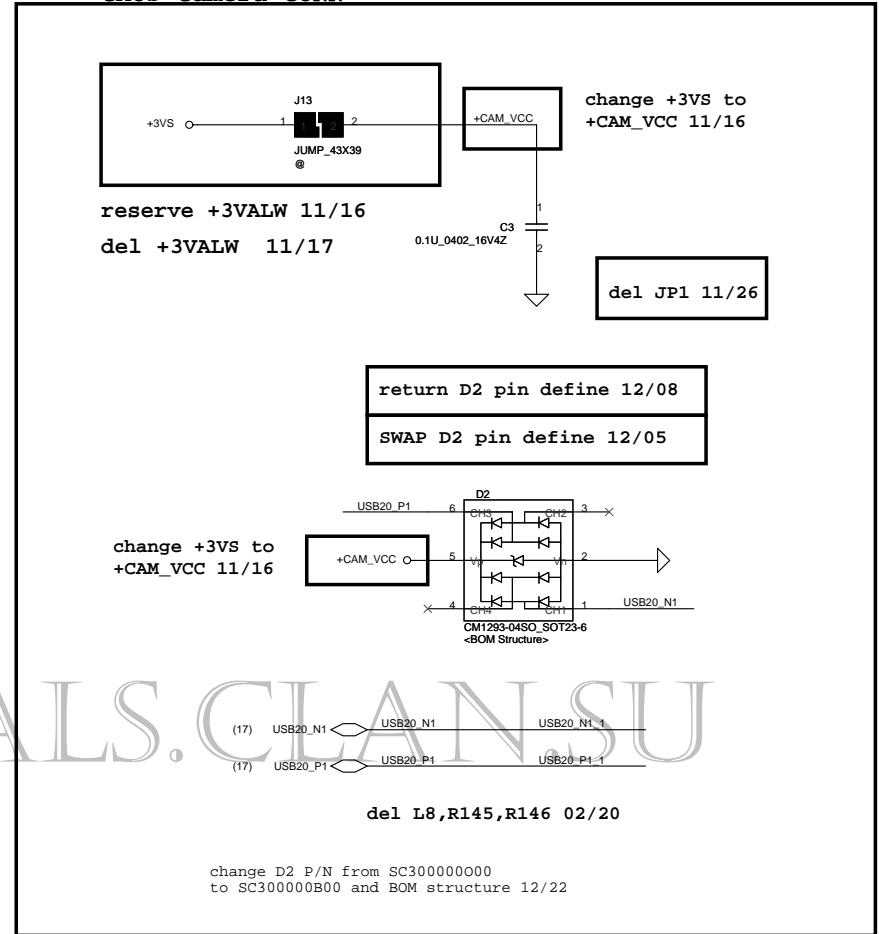 J13
+3VS
1
1
2
2
JUMP_43X39
@
+CAM_VCC
change +3VS to
+CAM_VCC 11/16
reserve +3VALW 11/16
del +3VALW 11/17
1
C3
0.1U_0402_16V4Z
2
del JP1 11/26
return D2 pin define 12/08
SWAP D2 pin define 12/05
D2
USB20_P1
6
CH3
CH2
3
change +3VS to
+CAM_VCC 11/16
+CAM_VCC
5
Vp
Vn
2
4
CH4
CH1
1
USB20_N1
CM1293-04SO_SOT23-6
<BOM Structure>
ALS.CLAN.SU
(17)
USB20_N1
USB20_N1
USB20_N1_1
(17)
USB20_P1
USB20_P1
USB20_P1_1
del L8,R145,R146 02/20
change D2 P/N from SC300000O00
to SC300000B00 and BOM structure 12/22